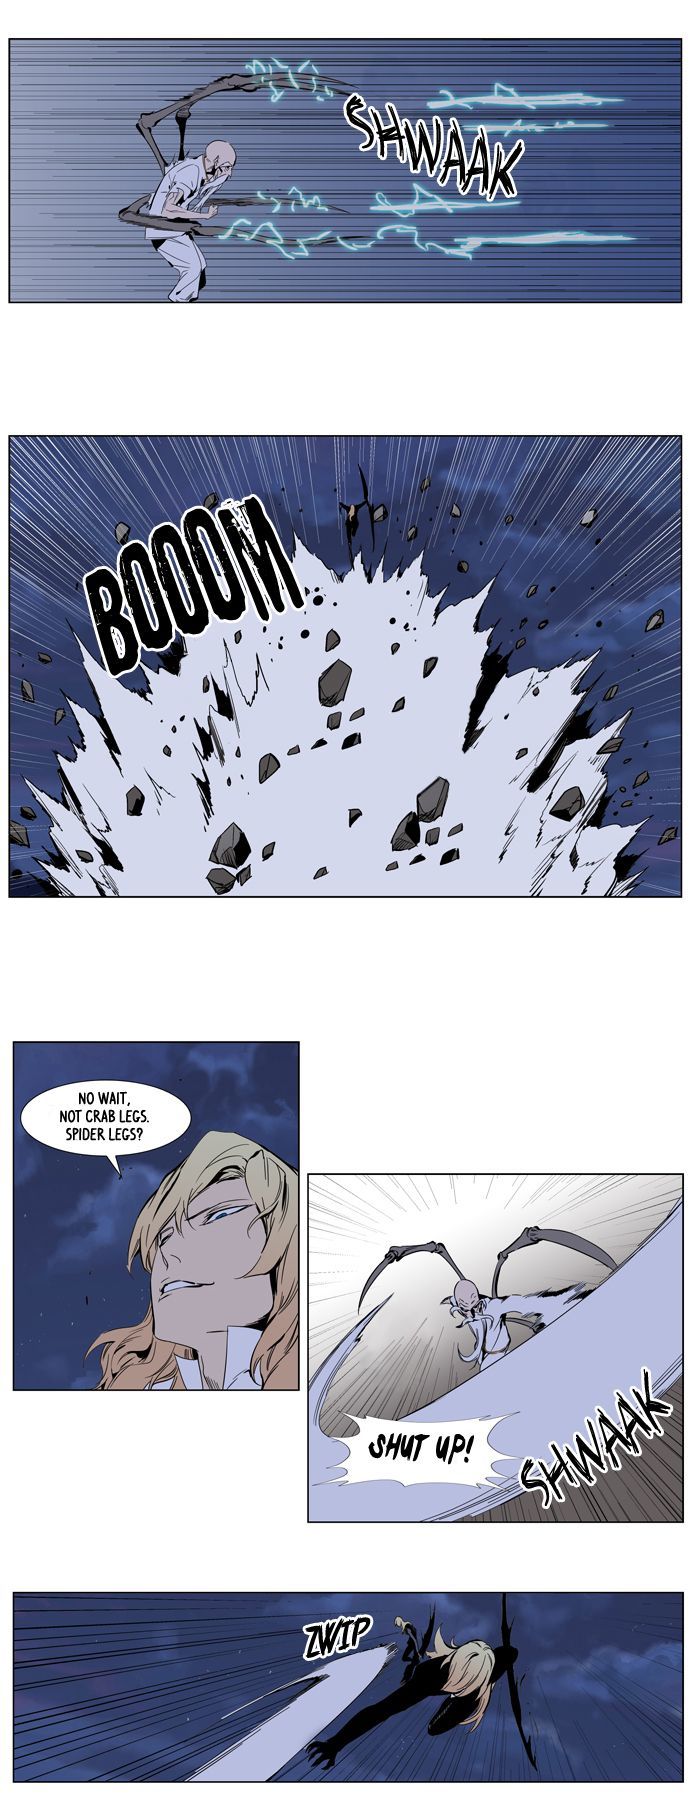 SHWAAK
BOOOM
NO WAIT,
NOT CRAB LEGS.
SPIDER LEGS?
SHUT UP!
SHWAAK
ZWIP